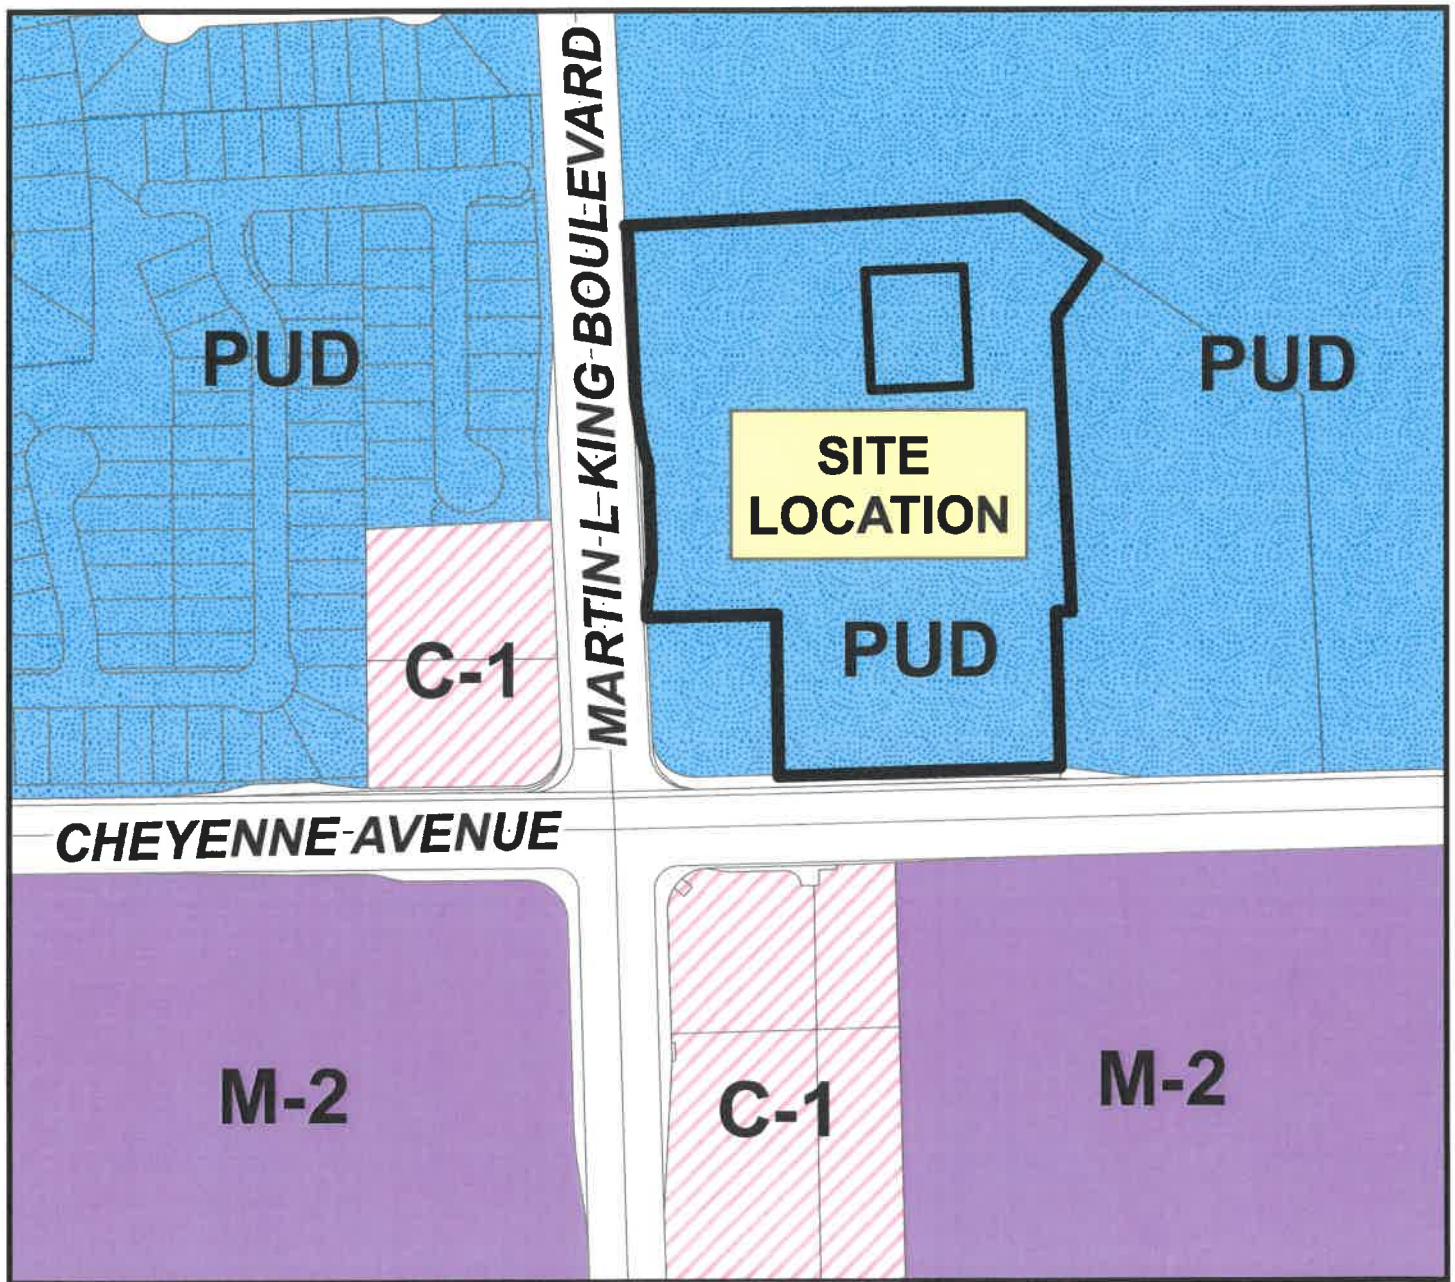 MARTIN L KING BOULEVARD
PUD
PUD
SITE
LOCATION
PUD
C-1
CHEYENNE AVENUE
M-2
C-1
M-2